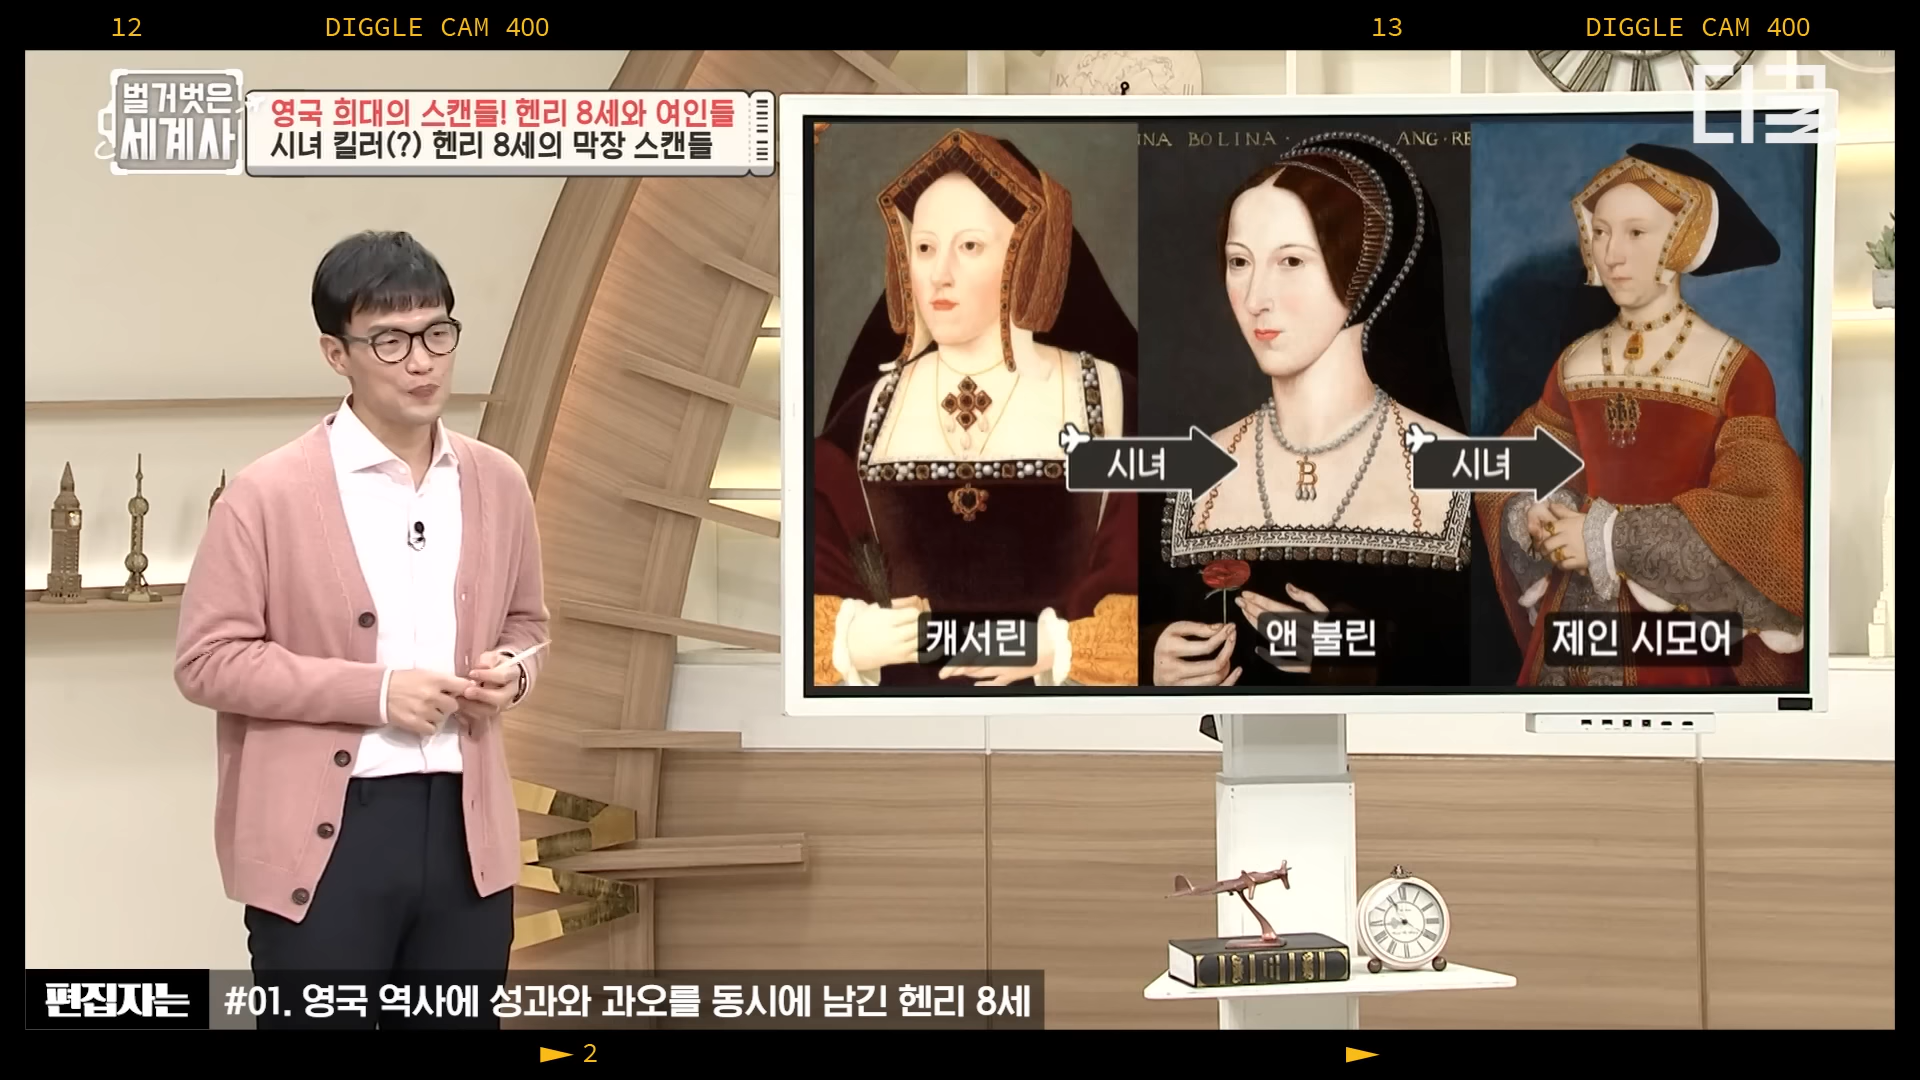 12
DIGGLE CAM 400
13
DIGGLE CAM 400
벌거벗은
세계사
영국 희대의 스캔들! 헨리 8세와 여인들
시녀 킬러(?) 헨리 8세의 막장 스캔들
디글
NA BOLINA · ANG·RE
B
시녀
시녀
캐서린
앤 불린
제인 시모어
편집자는
#01. 영국 역사에 성과와 과오를 동시에 남긴 헨리 8세
2